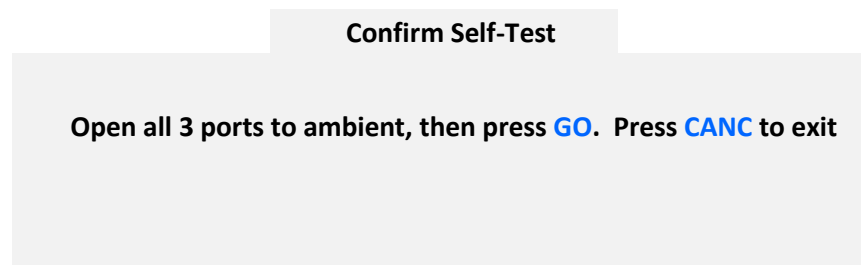 Confirm Self-Test
Open all 3 ports to ambient, then press GO.  Press CANC to exit